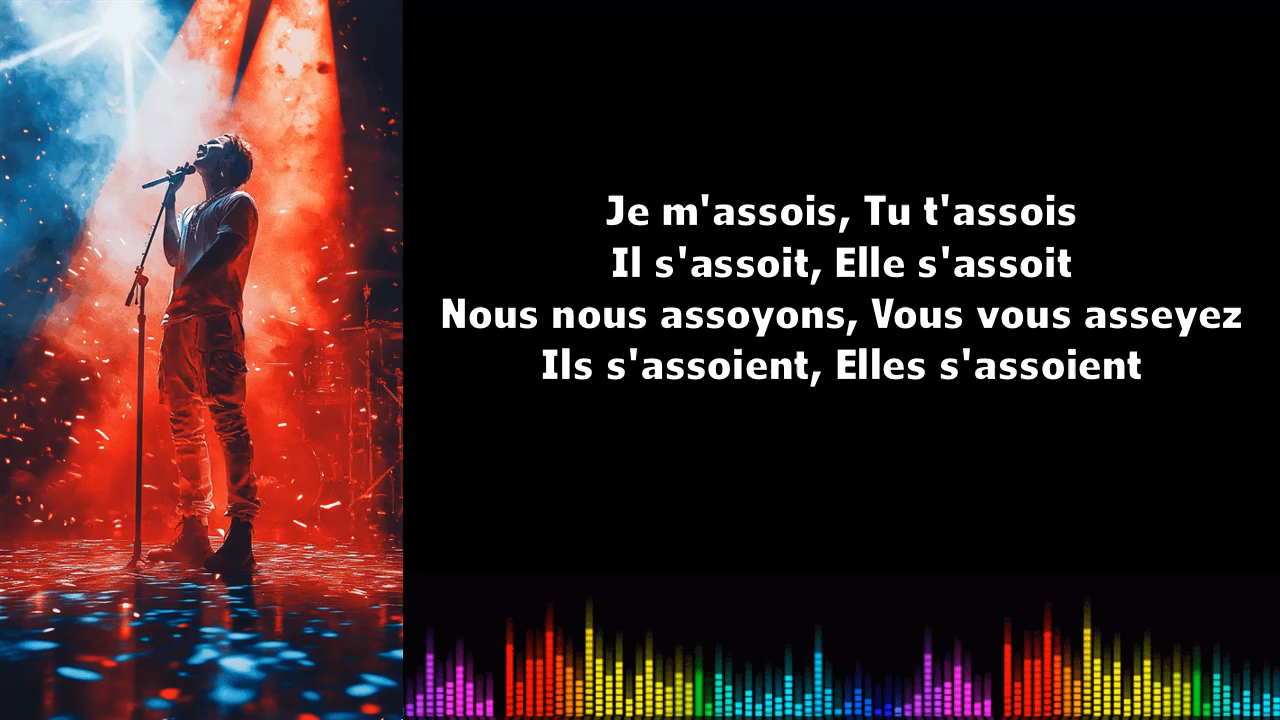 Je m'assois, Tu t'assois
Il s'assoit, Elle s'assoit
Nous nous assoyons, Vous vous asseyez
Ils s'assoient, Elles s'assoient